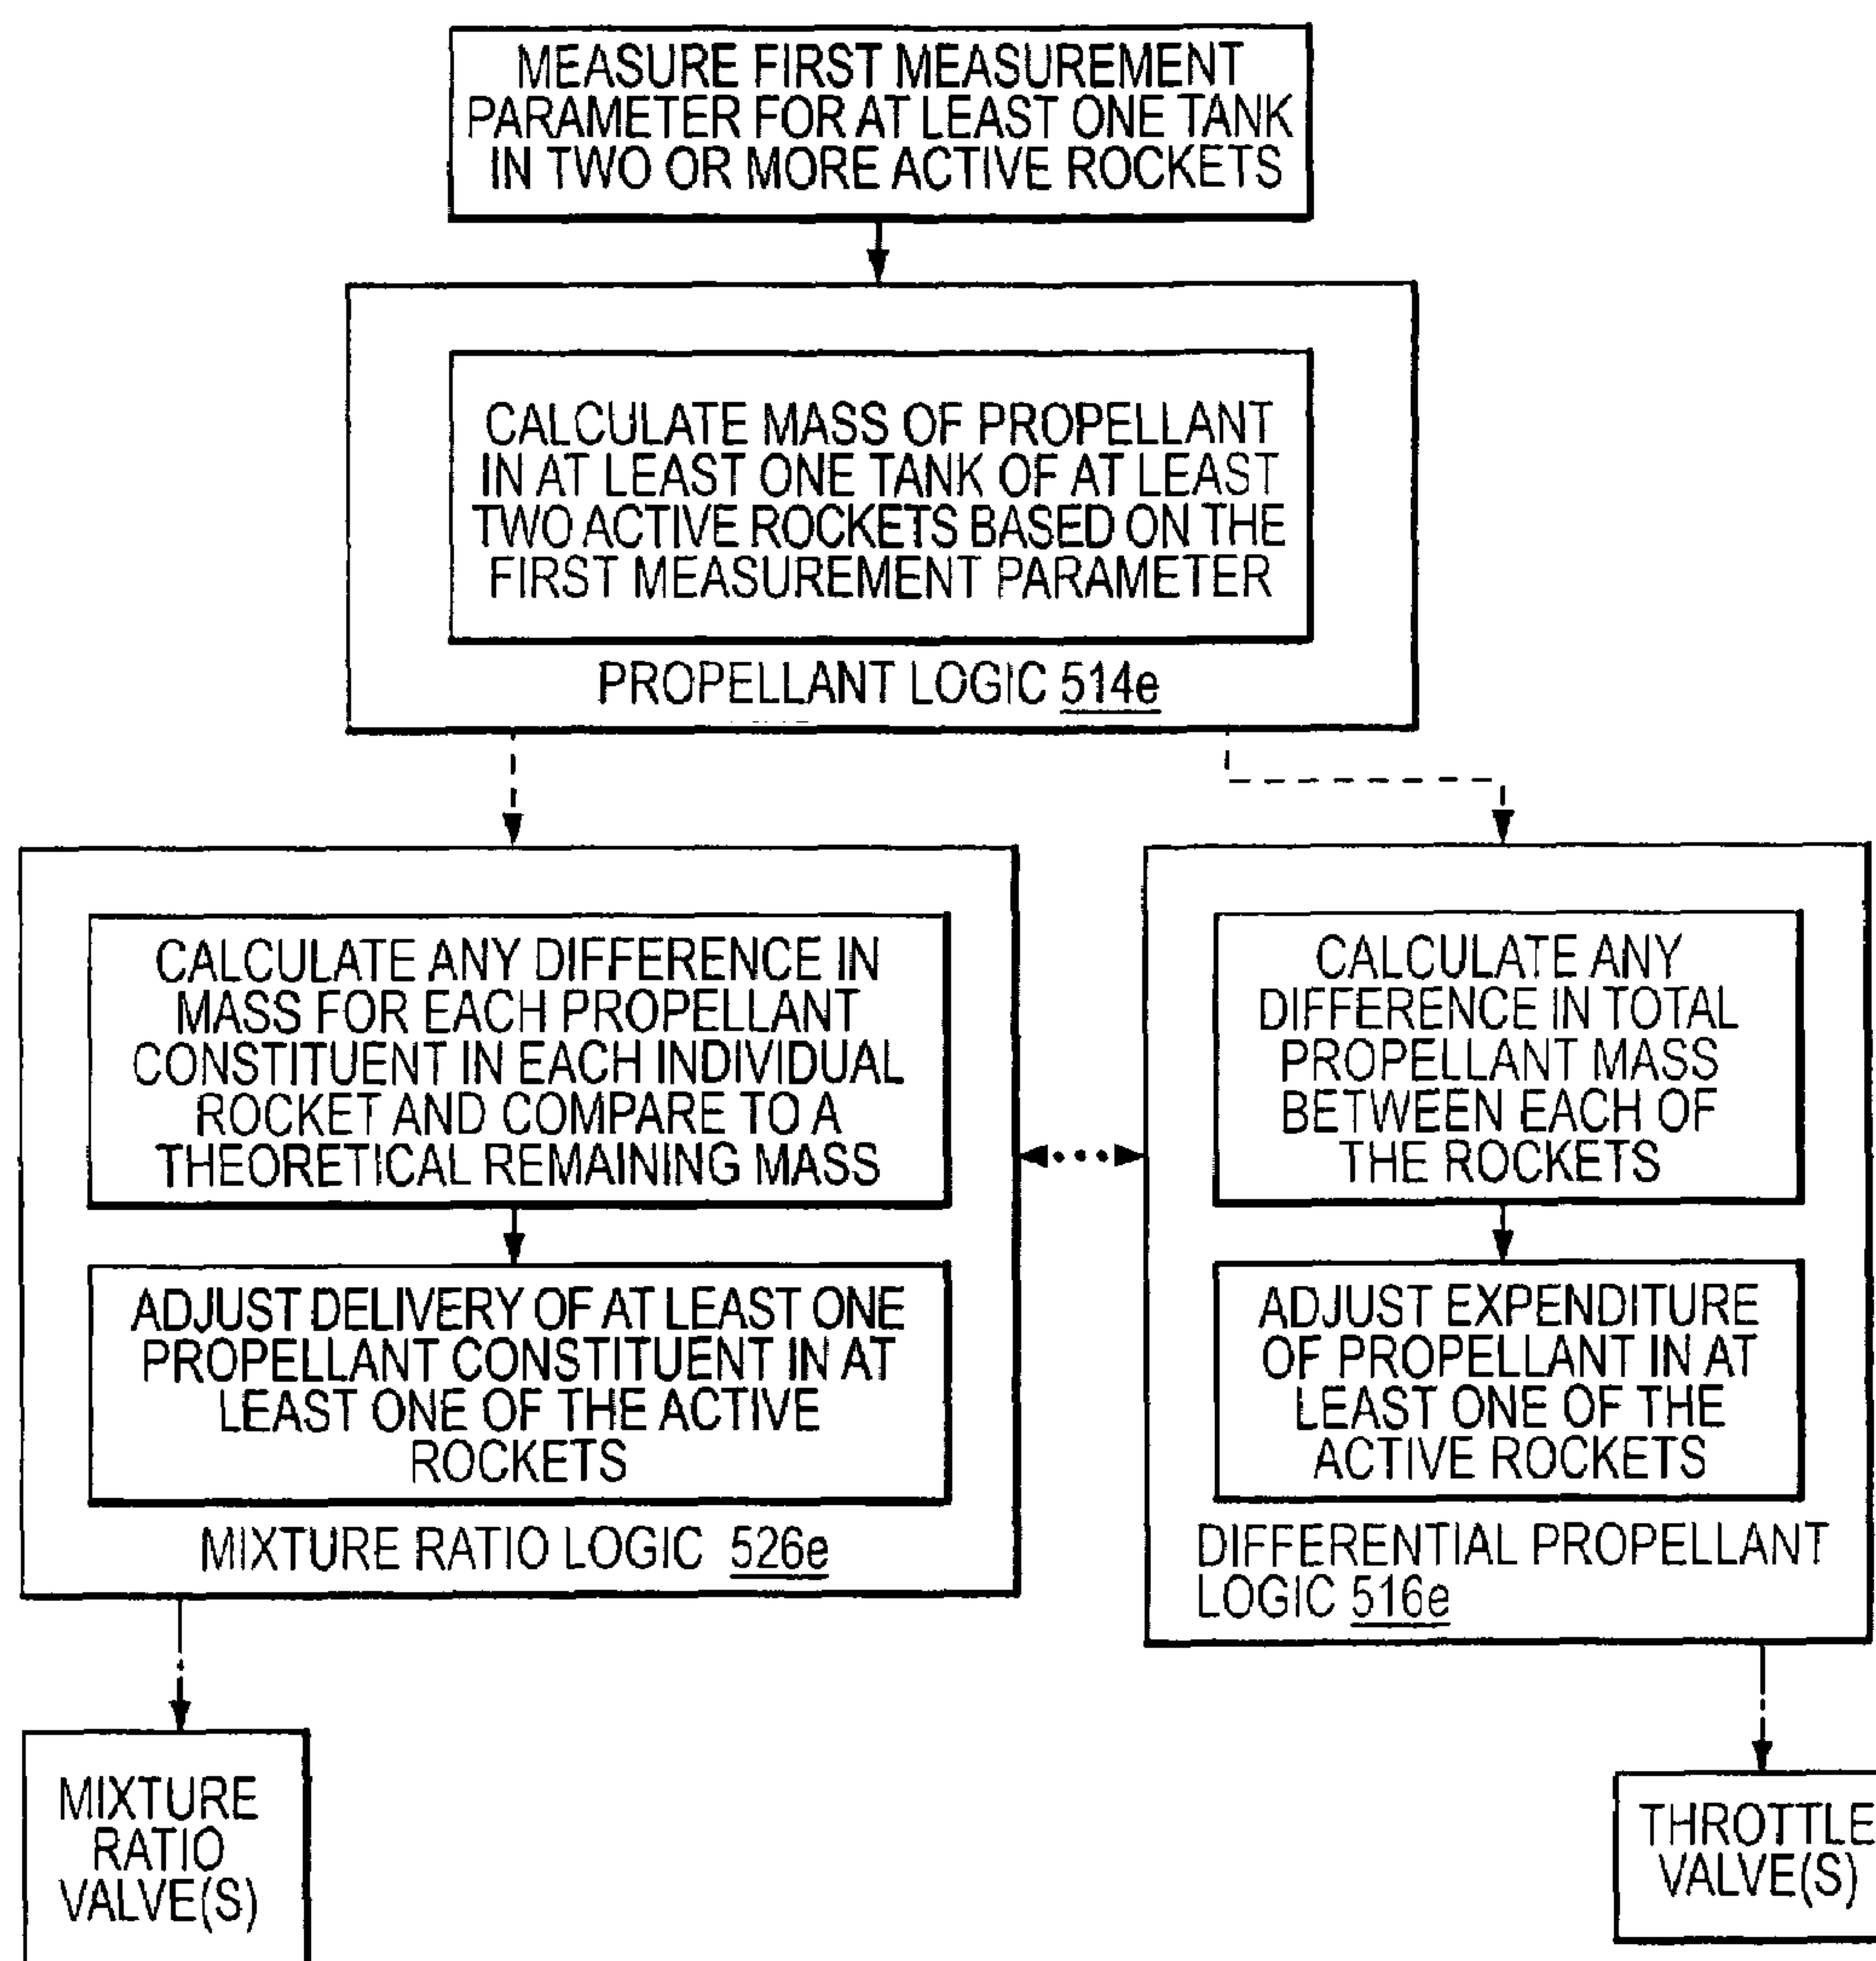 MEASURE FIRST MEASUREMENT
PARAMETER FOR AT LEAST ONE TANK
IN TWO OR MORE ACTIVE ROCKETS
CALCULATE MASS OF PROPELLANT
IN AT LEAST ONE TANK OF AT LEAST
TWO ACTIVE ROCKETS BASED ON THE
FIRST MEASUREMENT PARAMETER
PROPELLANT LOGIC 514e
CALCULATE ANY DIFFERENCE IN
MASS FOR EACH PROPELLANT
CONSTITUENT IN EACH INDIVIDUAL
ROCKET AND COMPARE TO A
THEORETICAL REMAINING MASS
ADJUST DELIVERY OF AT LEAST ONE
PROPELLANT CONSTITUENT IN AT
LEAST ONE OF THE ACTIVE
ROCKETS
MIXTURE RATIO LOGIC 526e
CALCULATE ANY
DIFFERENCE IN TOTAL
PROPELLANT MASS
BETWEEN EACH OF
THE ROCKETS
ADJUST EXPENDITURE
OF PROPELLANT IN AT
LEAST ONE OF THE
ACTIVE ROCKETS
DIFFERENTIAL PROPELLANT
LOGIC 516e
MIXTURE
RATIO
VALVE(S)
THROTTLE
VALVE(S)